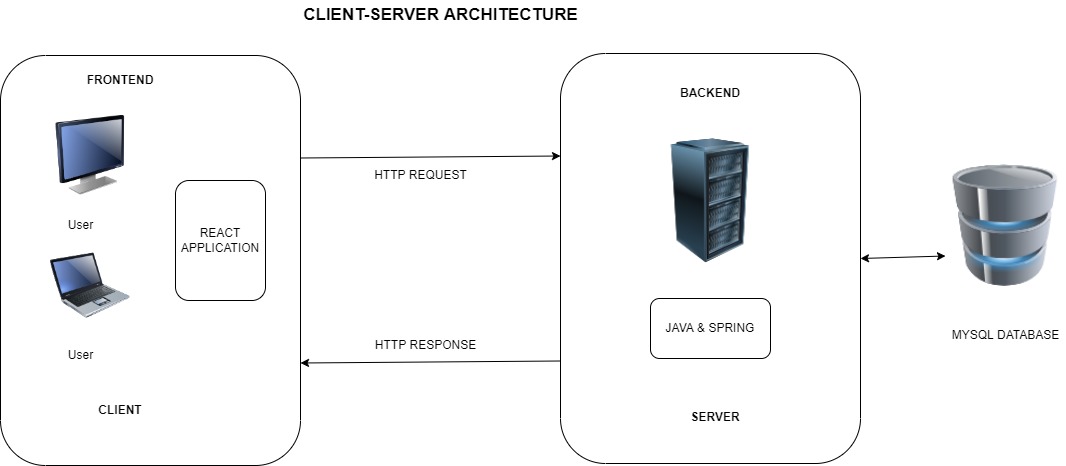 CLIENT-SERVER ARCHITECTURE
FRONTEND
User
REACT
APPLICATION
User
CLIENT
HTTP REQUEST
HTTP RESPONSE
BACKEND
JAVA & SPRING
SERVER
MYSQL DATABASE